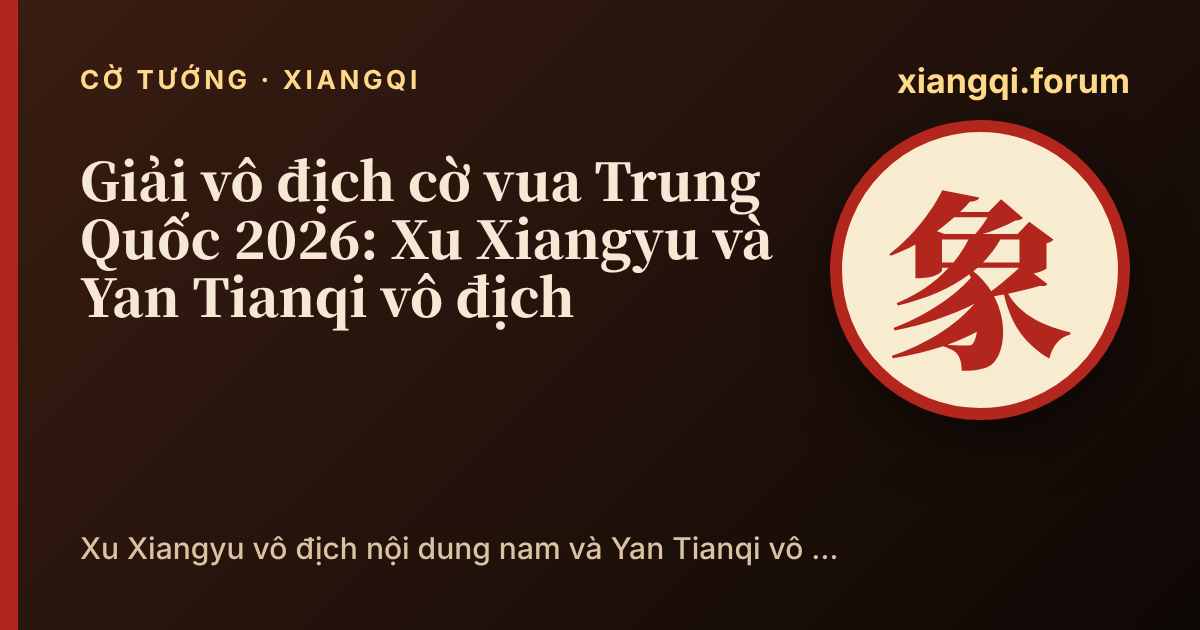 CỜ TƯỚNG · XIANGQI
xiangqi.forum
Giải vô địch cờ vua Trung
Quốc 2026: Xu Xiangyu và
Yan Tianqi vô địch
象
Xu Xiangyu vô địch nội dung nam và Yan Tianqi vô ...